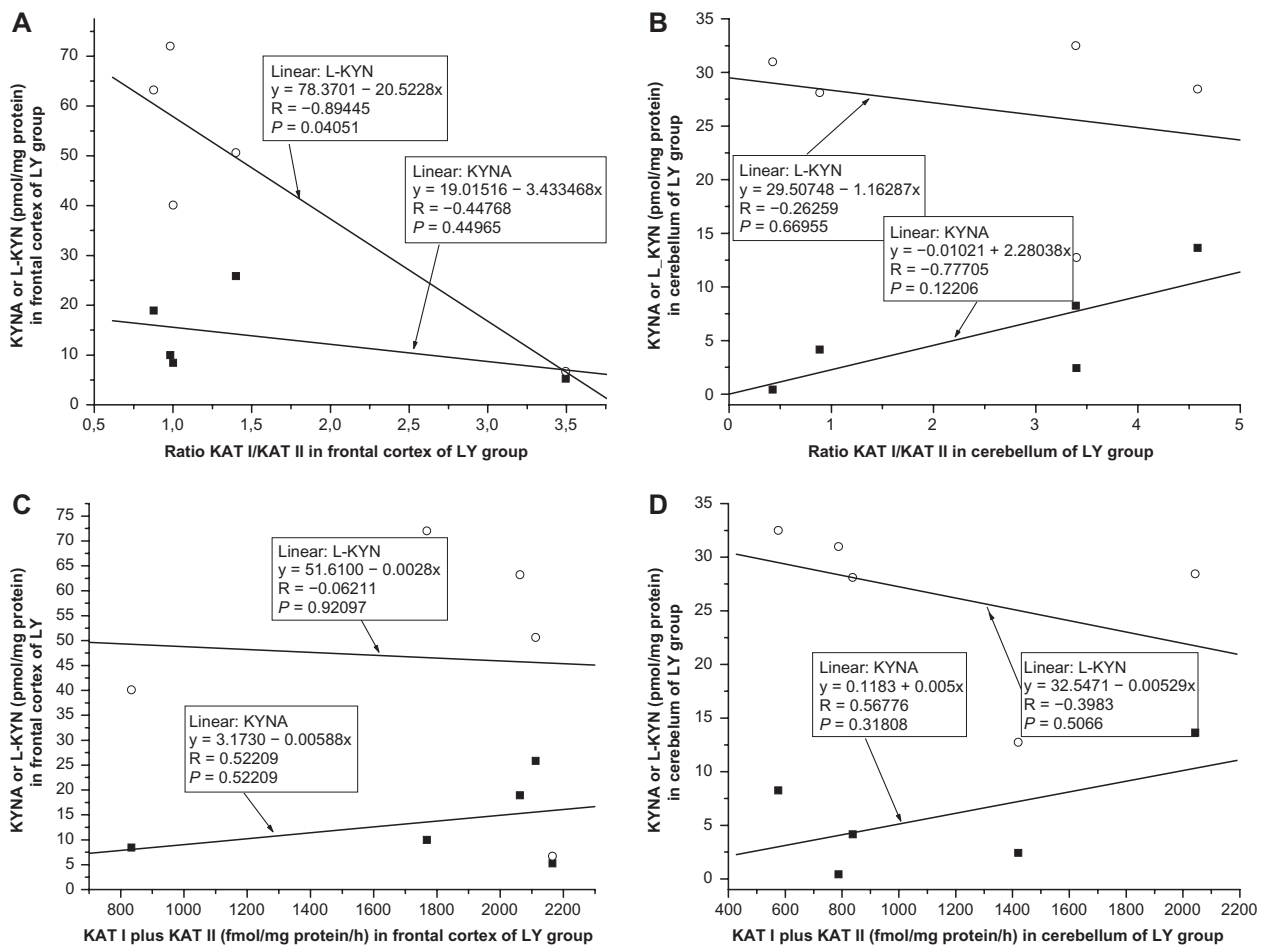 A
KYNA or L-KYN (pmol/mg protein)
in frontal cortex of LY group
70
60
50
40
30
20
10
0
0,5
1,0
1,5
2,0
2,5
3,0
3,5
Ratio KAT I/KAT II in frontal cortex of LY group
Linear: L-KYN
y = 78.3701 − 20.5228x
R = −0.89445
P = 0.04051
Linear: KYNA
y = 19.01516 − 3.433468x
R = −0.44768
P = 0.44965
B
KYNA or L_KYN (pmol/mg protein)
in cerebellum of LY group
35
30
25
20
15
10
5
0
0
1
2
3
4
5
Ratio KAT I/KAT II in cerebellum of LY group
Linear: L-KYN
y = 29.50748 − 1.16287x
R = −0.26259
P = 0.66955
Linear: KYNA
y = −0.01021 + 2.28038x
R = −0.77705
P = 0.12206
C
KYNA or L-KYN (pmol/mg protein)
in frontal cortex of LY
75
70
65
60
55
50
45
40
35
30
25
20
15
10
5
0
800
1000
1200
1400
1600
1800
2000
2200
KAT I plus KAT II (fmol/mg protein/h) in frontal cortex of LY group
Linear: L-KYN
y = 51.6100 − 0.0028x
R = −0.06211
P = 0.92097
Linear: KYNA
y = 3.1730 − 0.00588x
R = 0.52209
P = 0.52209
D
KYNA or L-KYN (pmol/mg protein)
in cerebellum of LY group
35
30
25
20
15
10
5
0
400
600
800
1000
1200
1400
1600
1800
2000
2200
KAT I plus KAT II (fmol/mg protein/h) in cerebellum of LY group
Linear: KYNA
y = 0.1183 + 0.005x
R = 0.56776
P = 0.31808
Linear: L-KYN
y = 32.5471 − 0.00529x
R = −0.3983
P = 0.5066